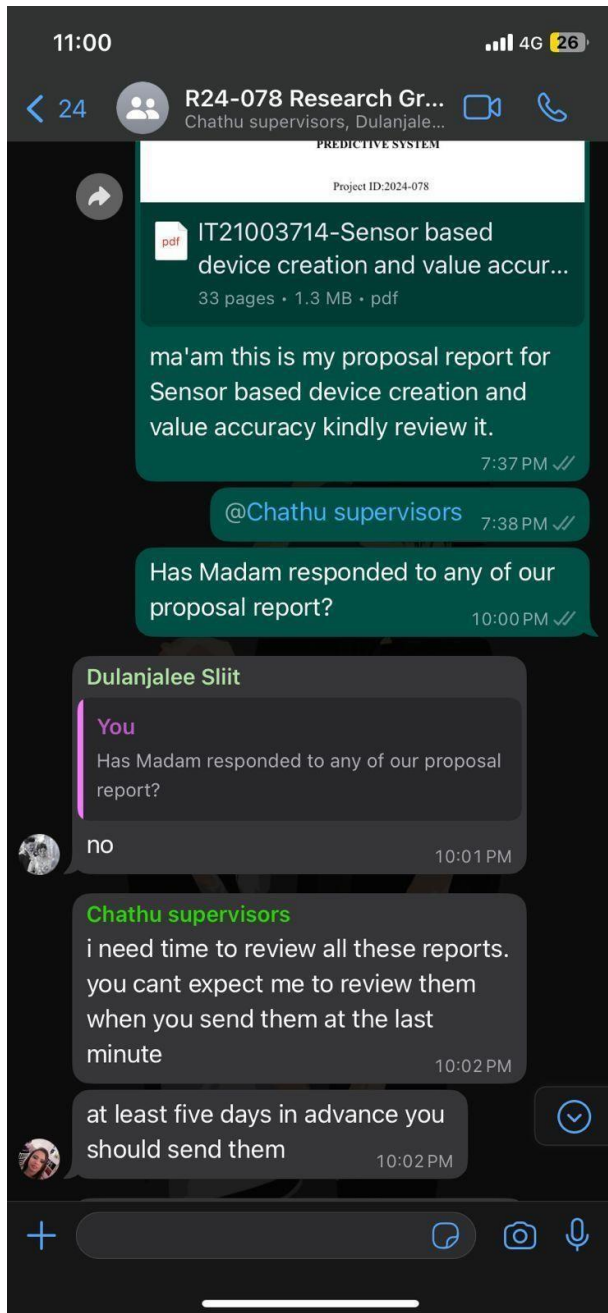 11:00
4G 26
24
R24-078 Research Gr...
Chathu supervisors, Dulanjale...
PREDICTIVE SYSTEM
Project ID:2024-078
pdf
IT21003714-Sensor based
device creation and value accur...
33 pages • 1.3 MB • pdf
ma'am this is my proposal report for
Sensor based device creation and
value accuracy kindly review it.
7:37 PM
@Chathu supervisors
7:38 PM
Has Madam responded to any of our
proposal report?
10:00 PM
Dulanjalee Sliit
You
Has Madam responded to any of our proposal
report?
no
10:01 PM
Chathu supervisors
i need time to review all these reports.
you cant expect me to review them
when you send them at the last
minute
10:02 PM
at least five days in advance you
should send them
10:02 PM